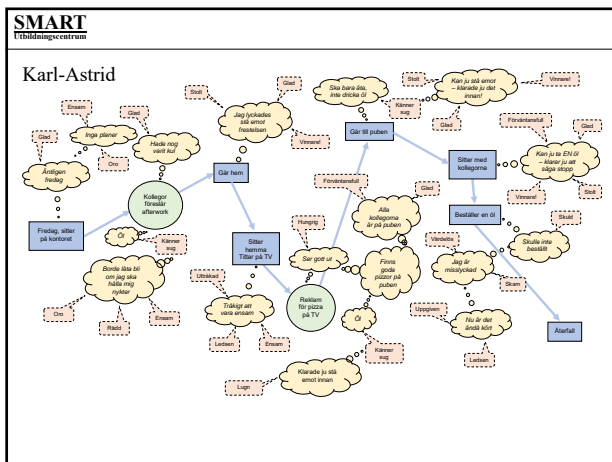 SMART
Utbildningscentrum
Karl-Astrid
Ensam
Glad
Inga planer
Oro
Glad
Äntligen
fredag
Glad
Hade nog
varit kul
Fredag, sitter
på kontoret
Kollegor
föreslår
afterwork
Öl
Känner
sug
Borde låta bli
om jag ska
hålla mig
nykter
Oro
Rädd
Ensam
Stolt
Glad
Jag lyckades
stå emot
frestelsen
Vinnare!
Går hem
Sitter
hemma
Tittar på TV
Uttråkad
Tråkigt att
vara ensam
Ledsen
Ensam
Hungrig
Ser gott ut
Reklam
för pizza
på TV
Förväntansfull
Glad
Alla
kollegorna
är på puben
Finns
goda
pizzor på
puben
Öl
Känner
sug
Klarade ju stå
emot innan
Lugn
Ska bara äta,
inte dricka öl
Känner
sug
Går till puben
Stolt
Kan ju stå emot
– klarade ju det
innan!
Vinnare!
Glad
Sitter med
kollegorna
Förväntansfull
Glad
Kan ju ta EN öl
– klarar ju att
säga stopp
Vinnare!
Stolt
Beställer en öl
Skuld
Skulle inte
beställt
Skam
Värdelös
Jag är
misslyckad
Uppgiven
Nu är det
ändå kört
Ledsen
Återfall